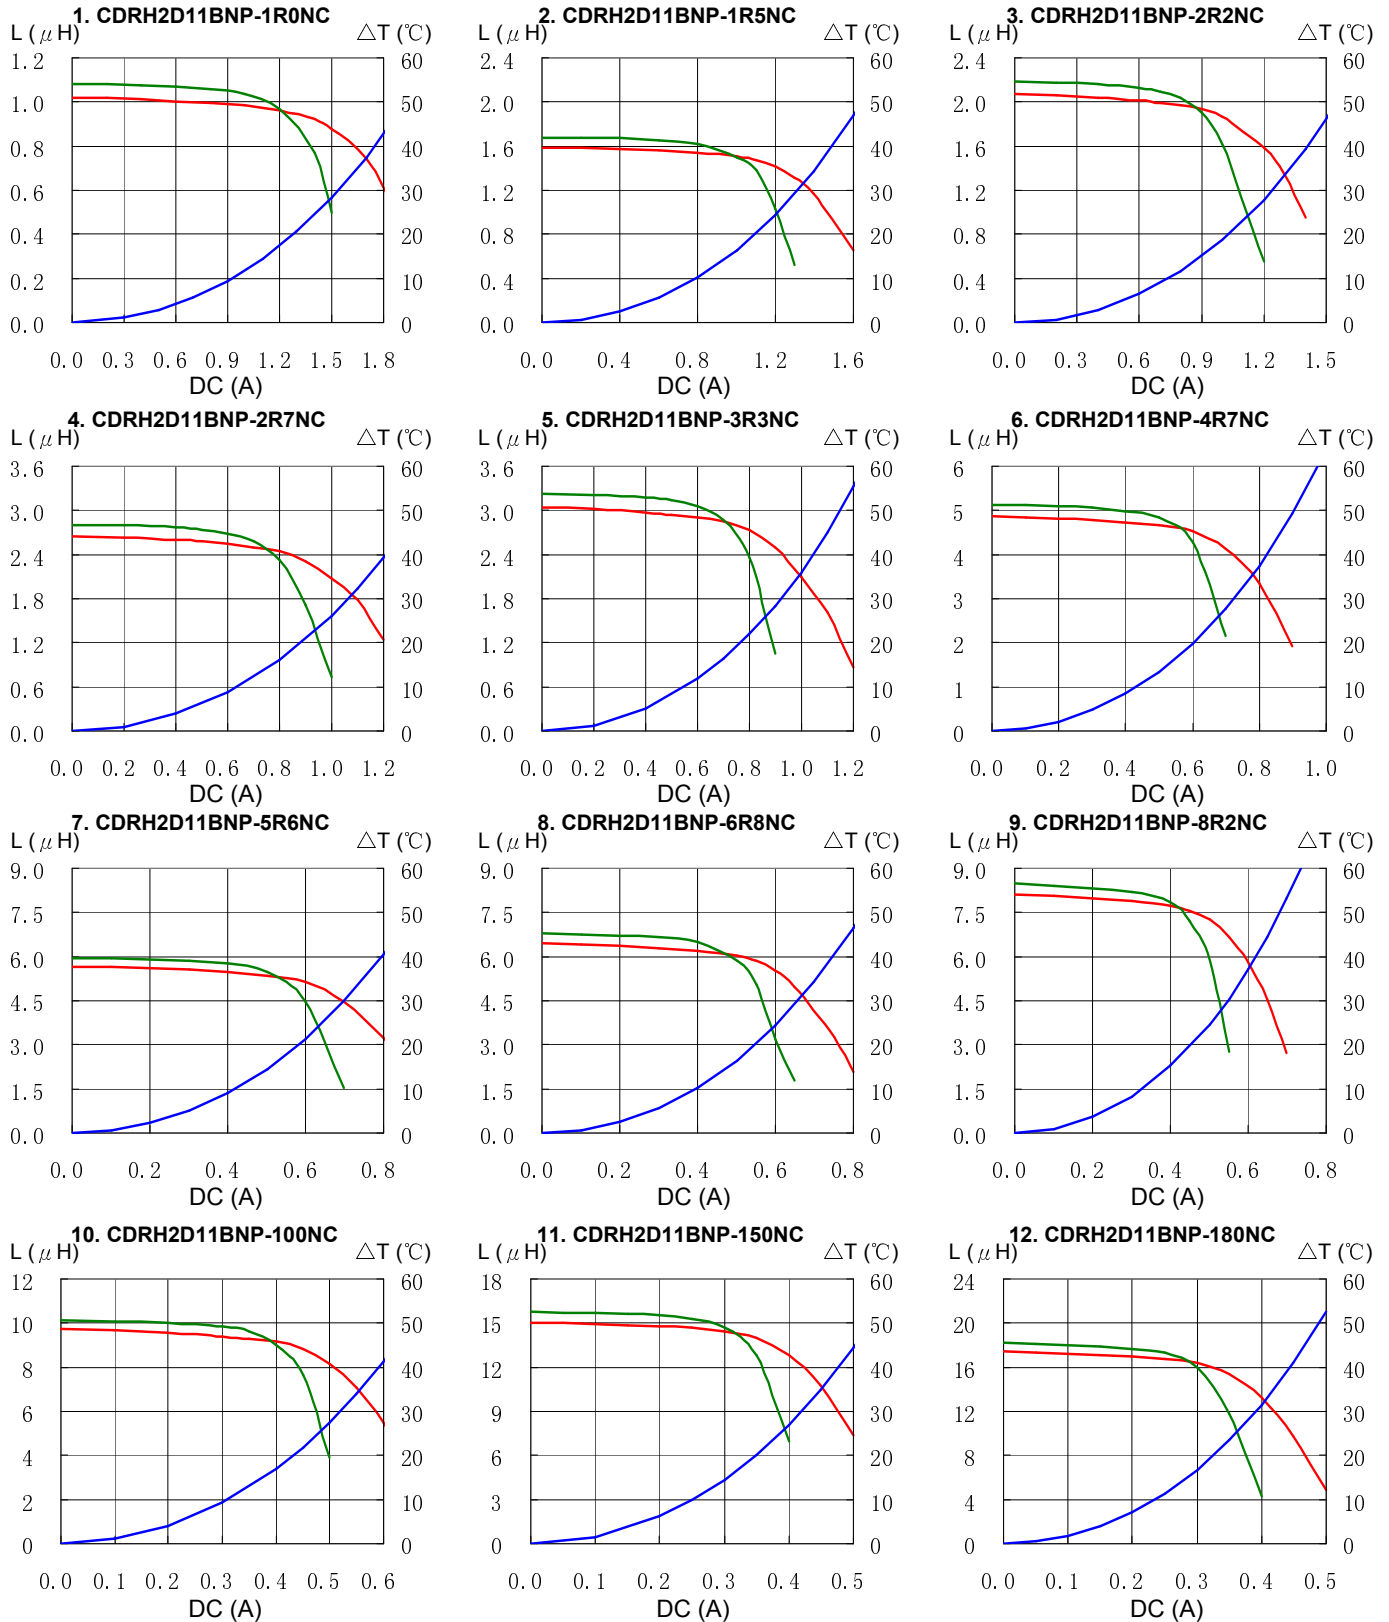 1. CDRH2D11BNP-1R0NC
L (μH) △T (℃)
1.2 60
1.0 50
0.8 40
0.6 30
0.4 20
0.2 10
0.0 0
0.0 0.3 0.6 0.9 1.2 1.5 1.8
DC (A)
2. CDRH2D11BNP-1R5NC
L (μH) △T (℃)
2.4 60
2.0 50
1.6 40
1.2 30
0.8 20
0.4 10
0.0 0
0.0 0.4 0.8 1.2 1.6
DC (A)
3. CDRH2D11BNP-2R2NC
L (μH) △T (℃)
2.4 60
2.0 50
1.6 40
1.2 30
0.8 20
0.4 10
0.0 0
0.0 0.3 0.6 0.9 1.2 1.5
DC (A)
4. CDRH2D11BNP-2R7NC
L (μH) △T (℃)
3.6 60
3.0 50
2.4 40
1.8 30
1.2 20
0.6 10
0.0 0
0.0 0.2 0.4 0.6 0.8 1.0 1.2
DC (A)
5. CDRH2D11BNP-3R3NC
L (μH) △T (℃)
3.6 60
3.0 50
2.4 40
1.8 30
1.2 20
0.6 10
0.0 0
0.0 0.2 0.4 0.6 0.8 1.0 1.2
DC (A)
6. CDRH2D11BNP-4R7NC
L (μH) △T (℃)
6 60
5 50
4 40
3 30
2 20
1 10
0 0
0.0 0.2 0.4 0.6 0.8 1.0
DC (A)
7. CDRH2D11BNP-5R6NC
L (μH) △T (℃)
9.0 60
7.5 50
6.0 40
4.5 30
3.0 20
1.5 10
0.0 0
0.0 0.2 0.4 0.6 0.8
DC (A)
8. CDRH2D11BNP-6R8NC
L (μH) △T (℃)
9.0 60
7.5 50
6.0 40
4.5 30
3.0 20
1.5 10
0.0 0
0.0 0.2 0.4 0.6 0.8
DC (A)
9. CDRH2D11BNP-8R2NC
L (μH) △T (℃)
9.0 60
7.5 50
6.0 40
4.5 30
3.0 20
1.5 10
0.0 0
0.0 0.2 0.4 0.6 0.8
DC (A)
10. CDRH2D11BNP-100NC
L (μH) △T (℃)
12 60
10 50
8 40
6 30
4 20
2 10
0 0
0.0 0.1 0.2 0.3 0.4 0.5 0.6
DC (A)
11. CDRH2D11BNP-150NC
L (μH) △T (℃)
18 60
15 50
12 40
9 30
6 20
3 10
0 0
0.0 0.1 0.2 0.3 0.4 0.5
DC (A)
12. CDRH2D11BNP-180NC
L (μH) △T (℃)
24 60
20 50
16 40
12 30
8 20
4 10
0 0
0.0 0.1 0.2 0.3 0.4 0.5
DC (A)